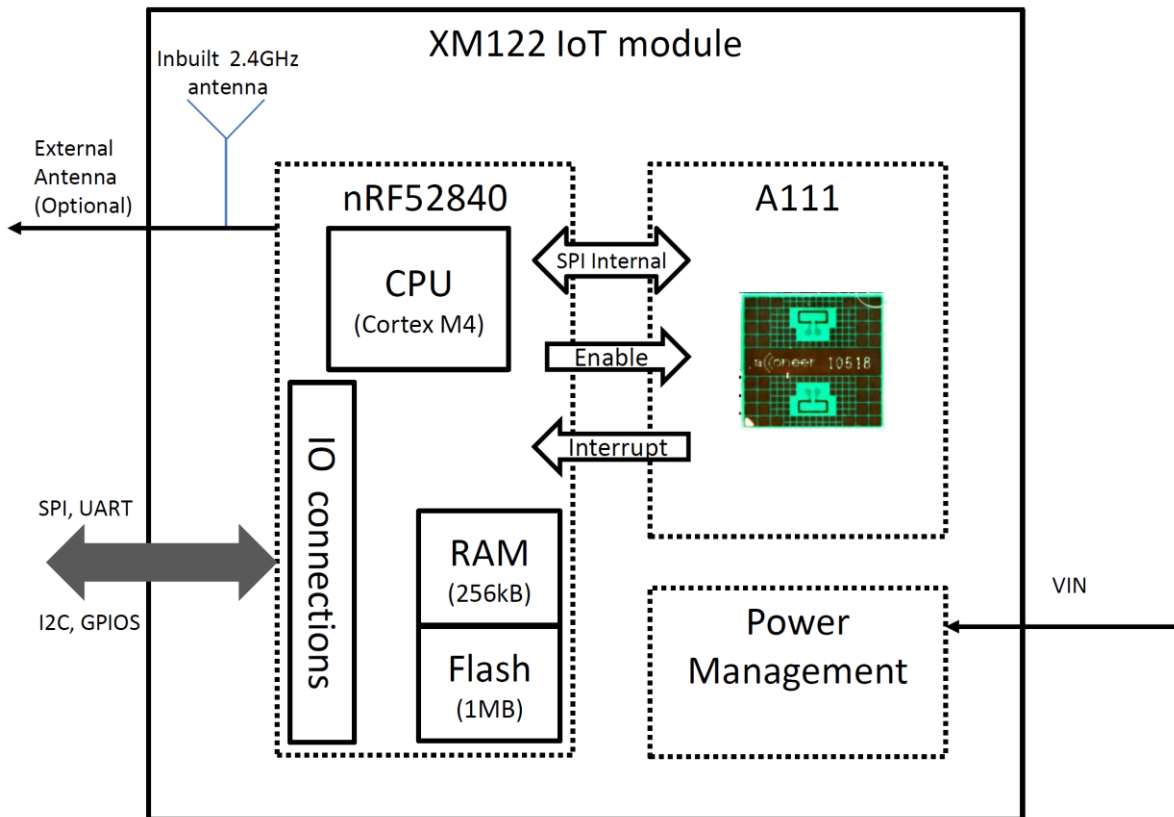 XM122 IoT module
Inbuilt 2.4GHz
antenna
External
Antenna
(Optional)
nRF52840
A111
CPU
(Cortex M4)
SPI Internal
Enable
Interrupt
acconeer 10518
IO connections
SPI, UART
I2C, GPIOS
RAM
(256kB)
Flash
(1MB)
Power
Management
VIN